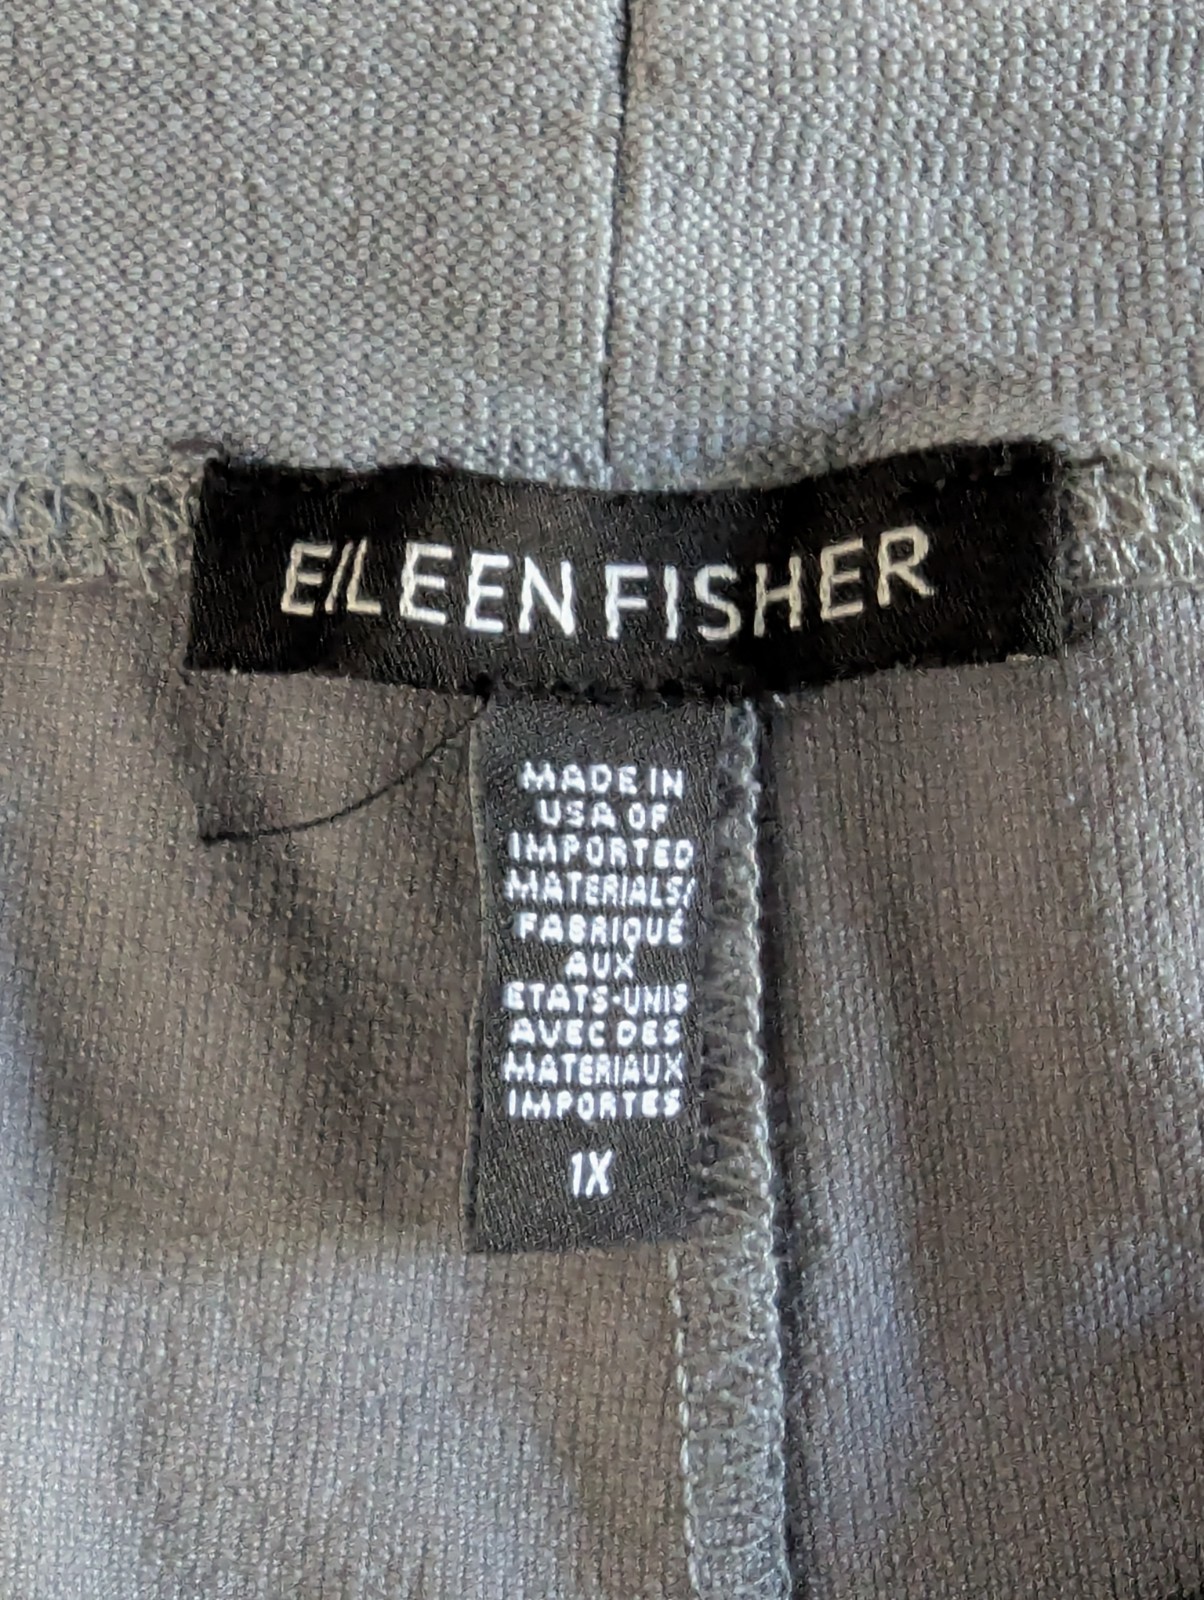 EILEEN FISHER
MADE IN
USA OF
IMPORTED
MATERIALS/
FABRIQUÉ
AUX
ETATS-UNIS
AVEC DES
MATERIAUX
IMPORTES
1X